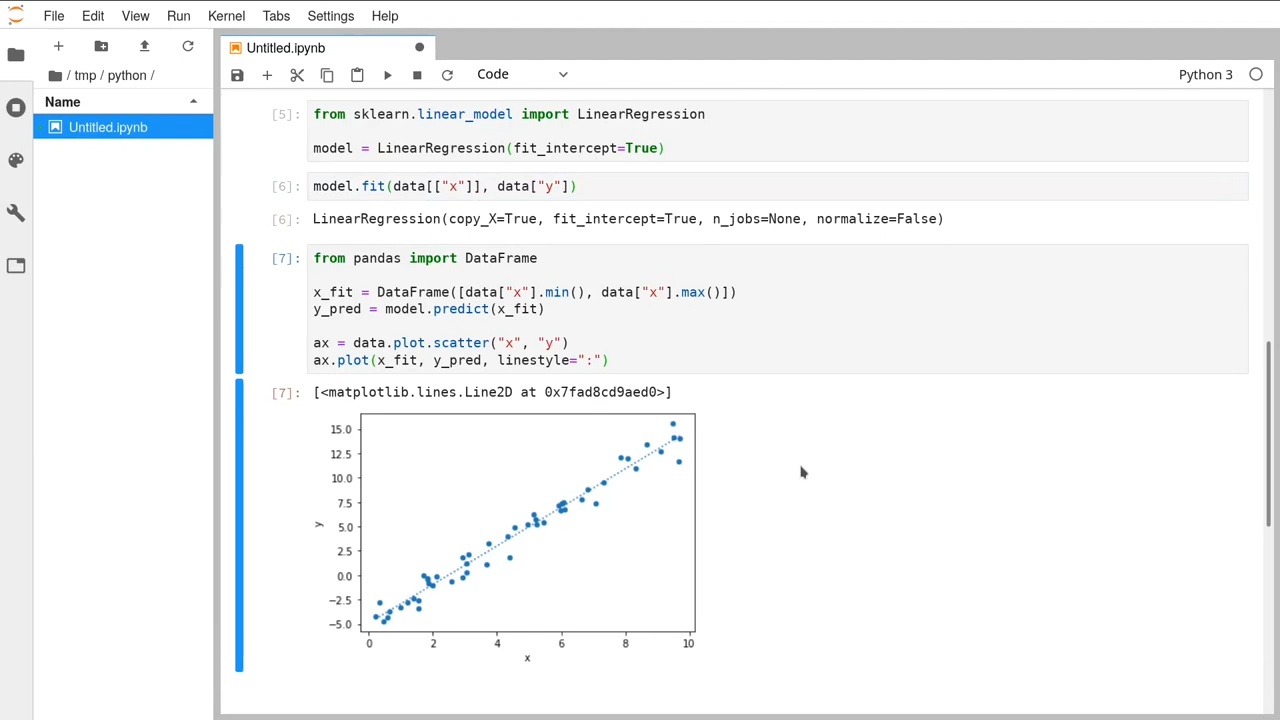 File Edit View Run Kernel Tabs Settings Help
Untitled.ipynb
/ tmp / python /
Name
Untitled.ipynb
Code
Python 3
[5]: from sklearn.linear_model import LinearRegression
model = LinearRegression(fit_intercept=True)
[6]: model.fit(data[["x"]], data["y"])
[6]: LinearRegression(copy_X=True, fit_intercept=True, n_jobs=None, normalize=False)
[7]: from pandas import DataFrame
x_fit = DataFrame([data["x"].min(), data["x"].max()])
y_pred = model.predict(x_fit)
ax = data.plot.scatter("x", "y")
ax.plot(x_fit, y_pred, linestyle=":")
[7]: [<matplotlib.lines.Line2D at 0x7fad8cd9aed0>]
15.0
12.5
10.0
7.5
5.0
2.5
0.0
−2.5
−5.0
y
0 2 4 6 8 10
x